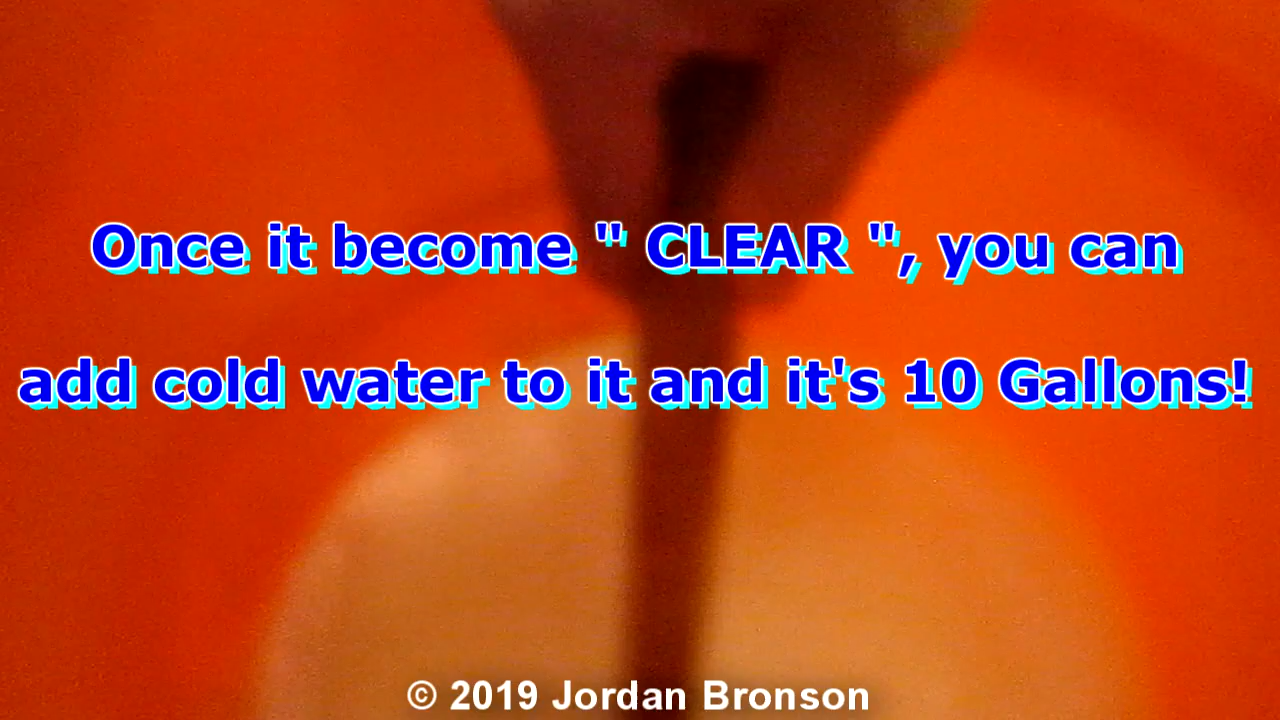 Once it become " CLEAR ", you can
add cold water to it and it's 10 Gallons!
© 2019 Jordan Bronson